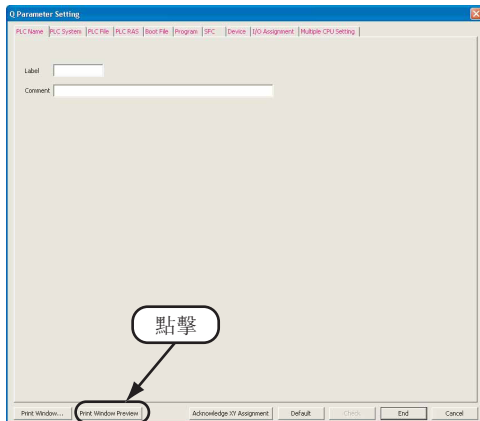 Q Parameter Setting
PLC Name PLC System PLC File PLC RAS Boot File Program SFC Device I/O Assignment Multiple CPU Setting
Label
Comment
點擊
Print Window... Print Window Preview Acknowledge XY Assignment Default Check End Cancel